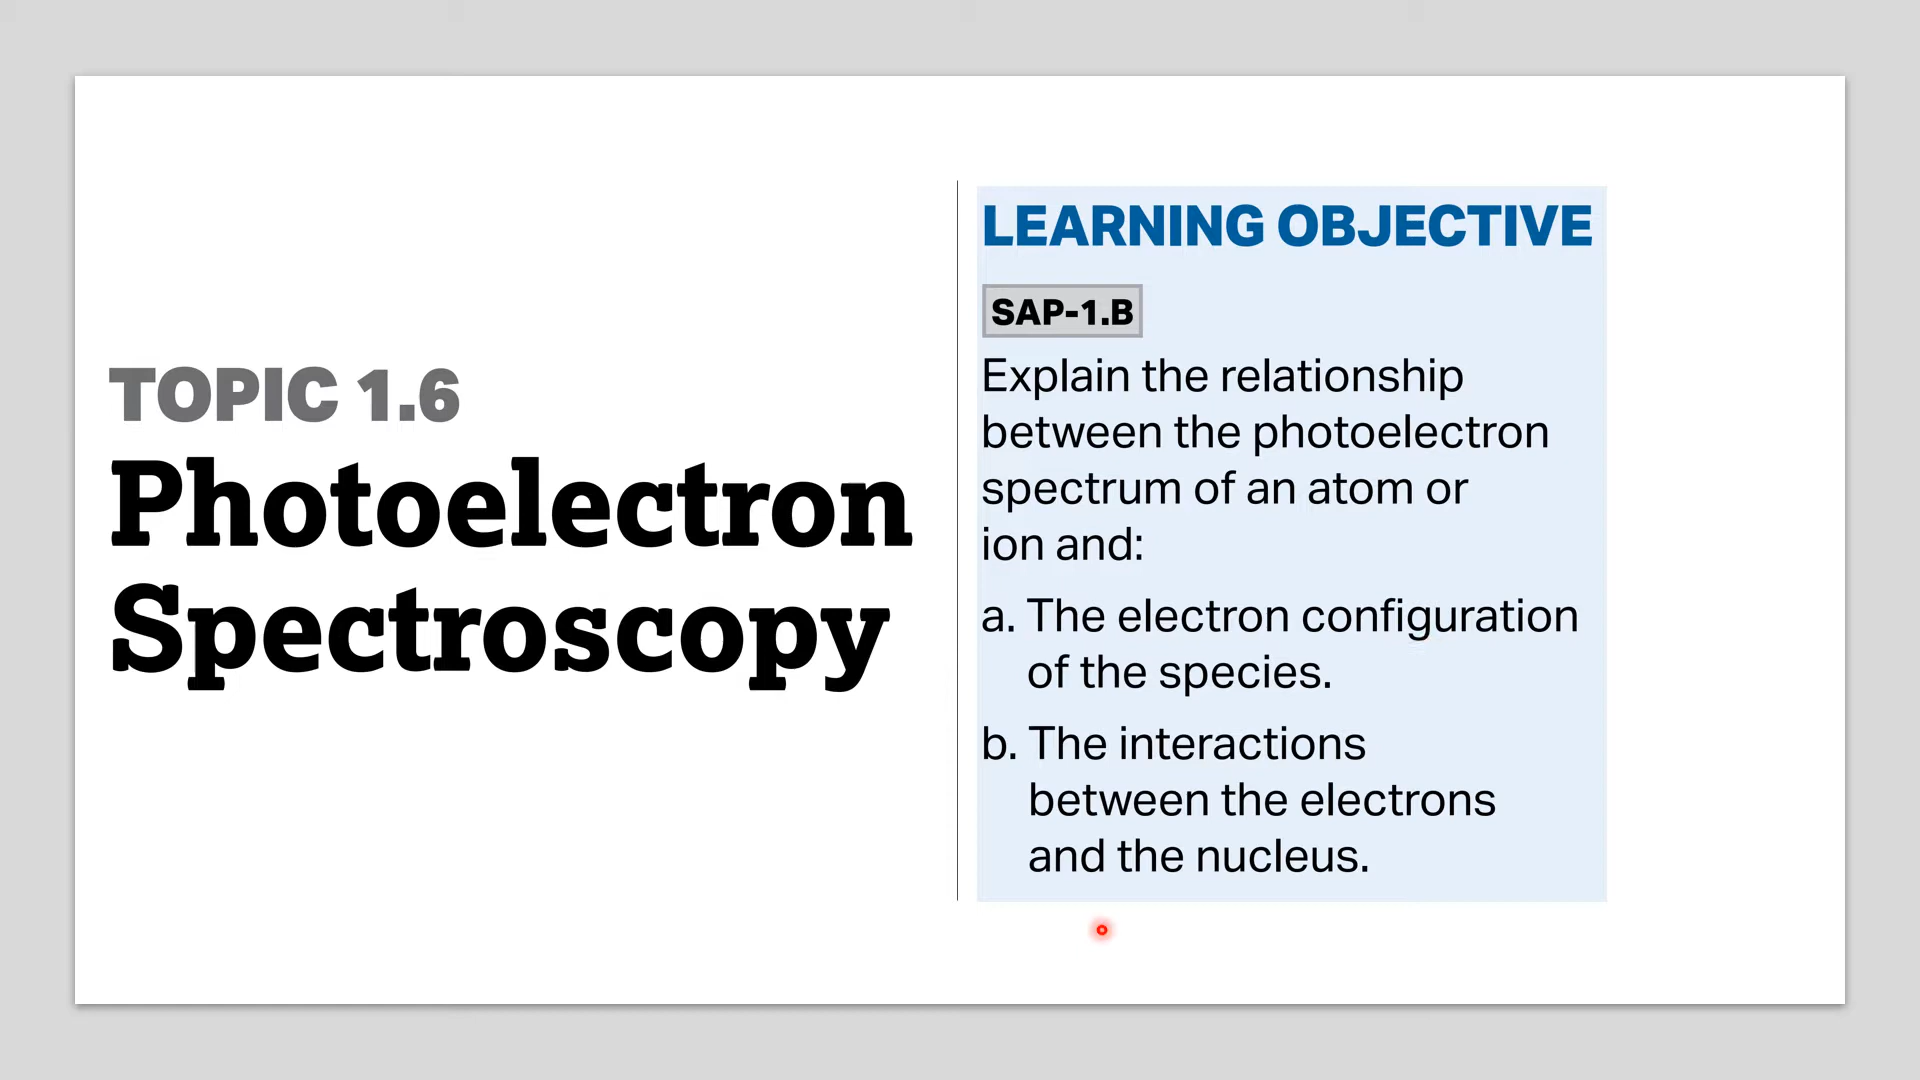 TOPIC 1.6
Photoelectron
Spectroscopy
LEARNING OBJECTIVE
SAP-1.B
Explain the relationship
between the photoelectron
spectrum of an atom or
ion and:
a. The electron configuration
of the species.
b. The interactions
between the electrons
and the nucleus.